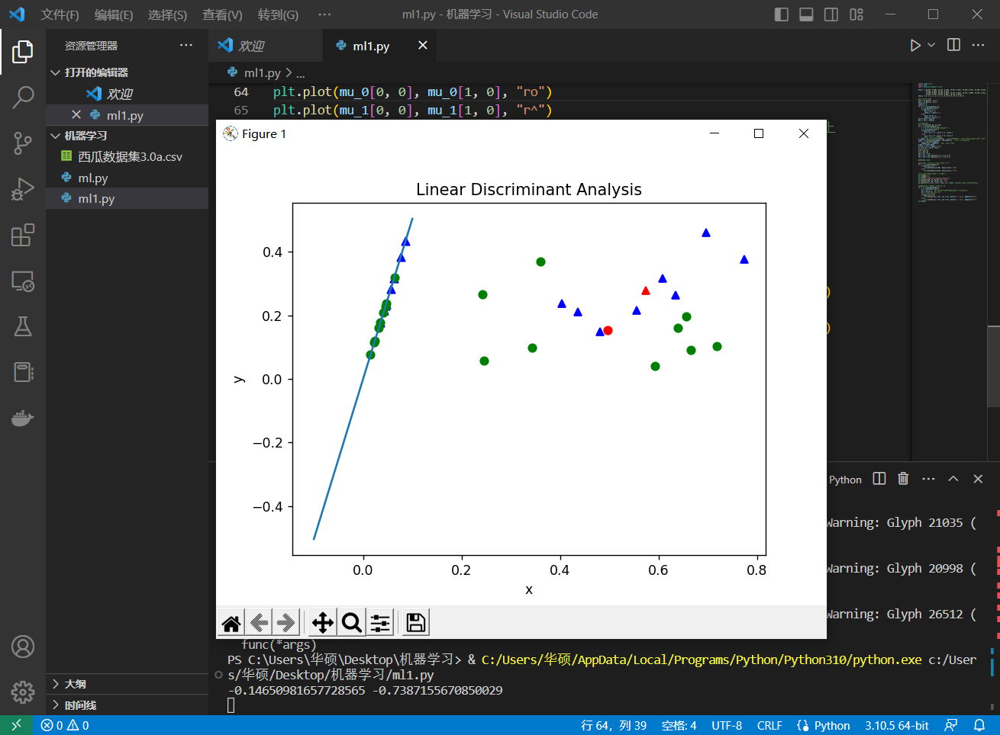 文件(F) 编辑(E) 选择(S) 查看(V) 转到(G) ··· ml1.py - 机器学习 - Visual Studio Code
资源管理器 ···
欢迎
ml1.py
打开的编辑器
欢迎
ml1.py
机器学习
西瓜数据集3.0a.csv
ml.py
ml1.py
大纲
时间线
ml1.py > ...
64 plt.plot(mu_0[0, 0], mu_0[1, 0], "ro")
65 plt.plot(mu_1[0, 0], mu_1[1, 0], "r^")
上
)
)
Figure 1
Linear Discriminant Analysis
0.4
0.2
0.0
−0.2
−0.4
y
0.0 0.2 0.4 0.6 0.8
x
Python
Warning: Glyph 21035 (
Warning: Glyph 20998 (
Warning: Glyph 26512 (
func(*args)
PS C:\Users\华硕\Desktop\机器学习> & C:/Users/华硕/AppData/Local/Programs/Python/Python310/python.exe c:/User
s/华硕/Desktop/机器学习/ml1.py
-0.14650981657728565 -0.7387155670850029
0 0 行 64，列 39 空格: 4 UTF-8 CRLF Python 3.10.5 64-bit